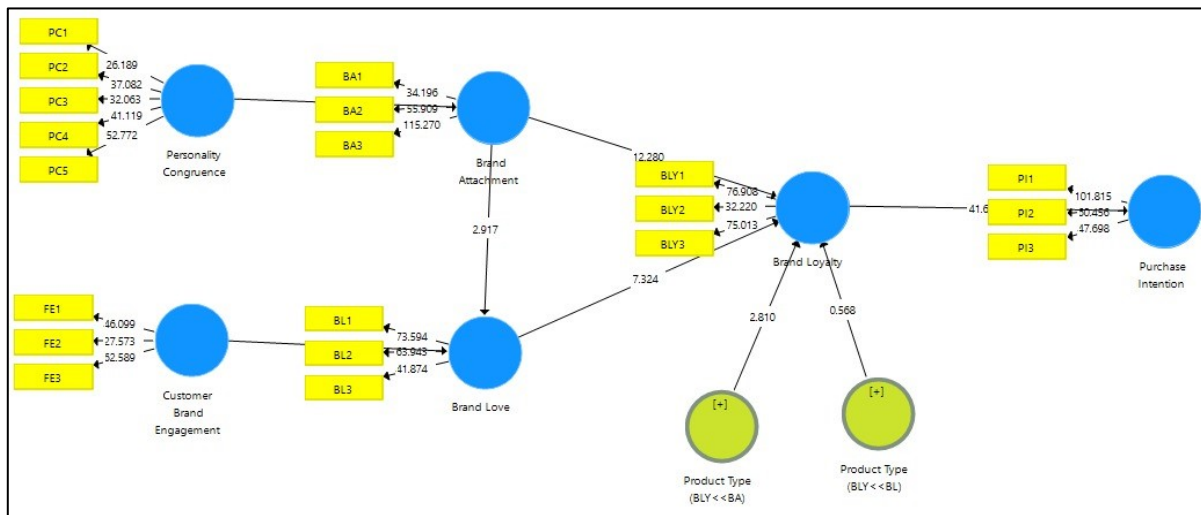 PC1
PC2
PC3
PC4
PC5
26.189
37.082
32.063
41.119
52.772
Personality
Congruence
BA1
BA2
BA3
34.196
55.909
115.270
Brand
Attachment
12.280
2.917
BLY1
BLY2
BLY3
76.908
32.220
75.013
Brand Loyalty
7.324
41.6
PI1
PI2
PI3
101.815
50.456
47.698
Purchase
Intention
FE1
FE2
FE3
46.099
27.573
52.589
Customer
Brand
Engagement
BL1
BL2
BL3
73.594
63.943
41.874
Brand Love
2.810
0.568
[+]
Product Type
(BLY<<BA)
[+]
Product Type
(BLY<<BL)